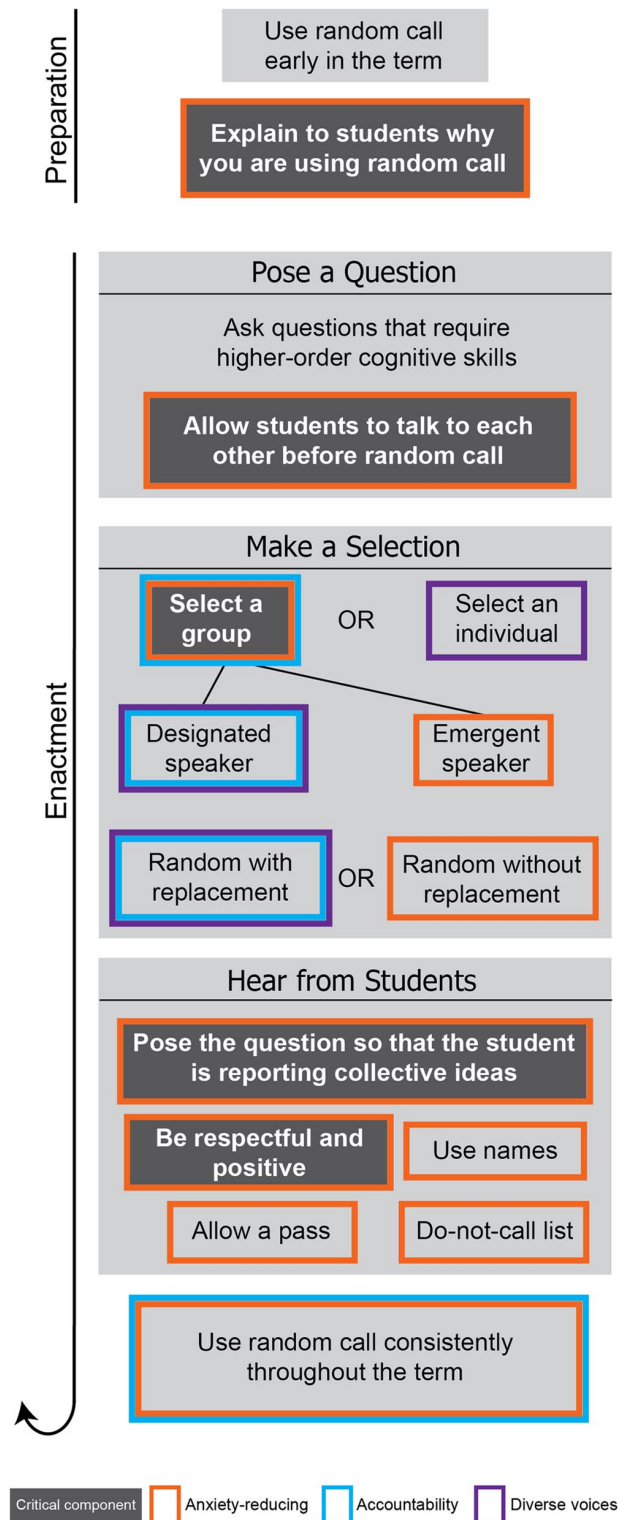 Preparation
Use random call
early in the term
Explain to students why
you are using random call
Enactment
Pose a Question
Ask questions that require
higher-order cognitive skills
Allow students to talk to each
other before random call
Make a Selection
Select a
group
OR
Select an
individual
Designated
speaker
Emergent
speaker
Random with
replacement
OR
Random without
replacement
Hear from Students
Pose the question so that the student
is reporting collective ideas
Be respectful and
positive
Use names
Allow a pass
Do-not-call list
Use random call consistently
throughout the term
Critical component
Anxiety-reducing
Accountability
Diverse voices